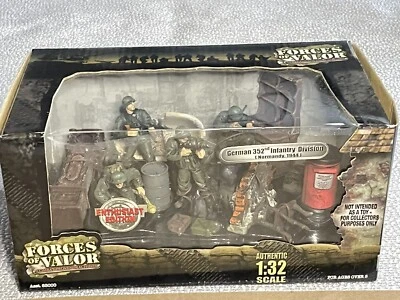 FORCES
OF VALOR
German 352nd Infantry Division
(Normandy, 1944)
ENTHUSIAST
EDITION
NOT INTENDED
AS A TOY -
FOR COLLECTORS
PURPOSES ONLY
FORCES
OF VALOR
AUTHENTIC
1:32
SCALE
FOR AGES OVER 8